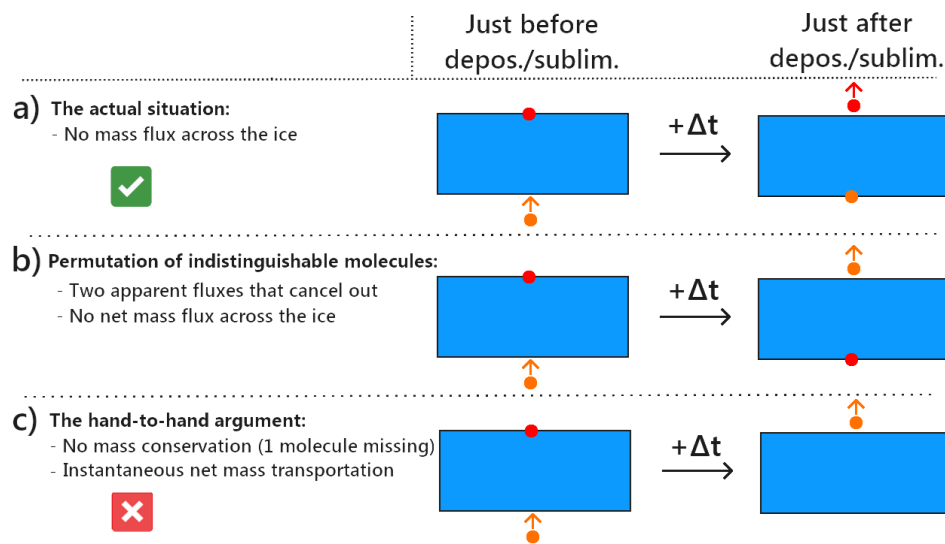 Just before
depos./sublim.
Just after
depos./sublim.
a) The actual situation:
- No mass flux across the ice
+Δt
b) Permutation of indistinguishable molecules:
- Two apparent fluxes that cancel out
- No net mass flux across the ice
+Δt
c) The hand-to-hand argument:
- No mass conservation (1 molecule missing)
- Instantaneous net mass transportation
+Δt